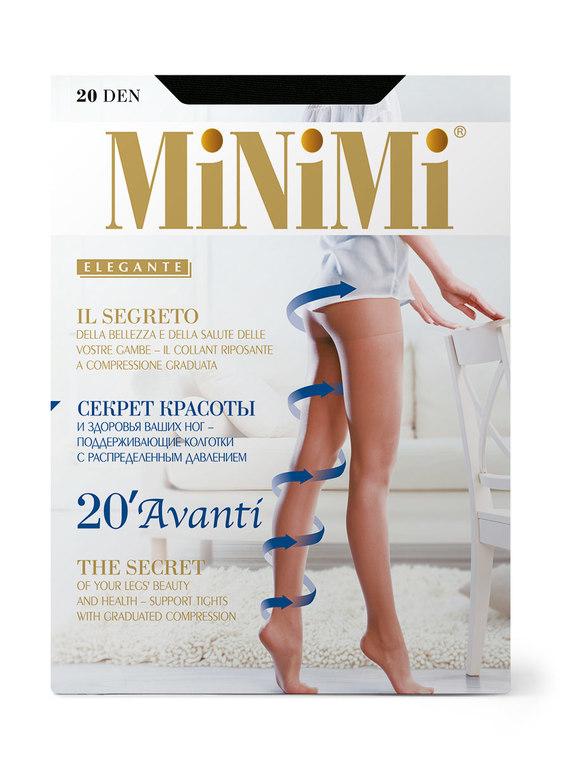 20 DEN
MiNiMi®
ELEGANTE
IL SEGRETO
DELLA BELLEZZA E DELLA SALUTE DELLE
VOSTRE GAMBE – IL COLLANT RIPOSANTE
A COMPRESSIONE GRADUATA
СЕКРЕТ КРАСОТЫ
И ЗДОРОВЬЯ ВАШИХ НОГ –
ПОДДЕРЖИВАЮЩИЕ КОЛГОТКИ
С РАСПРЕДЕЛЕННЫМ ДАВЛЕНИЕМ
20'Avanti
THE SECRET
OF YOUR LEGS' BEAUTY
AND HEALTH – SUPPORT TIGHTS
WITH GRADUATED COMPRESSION